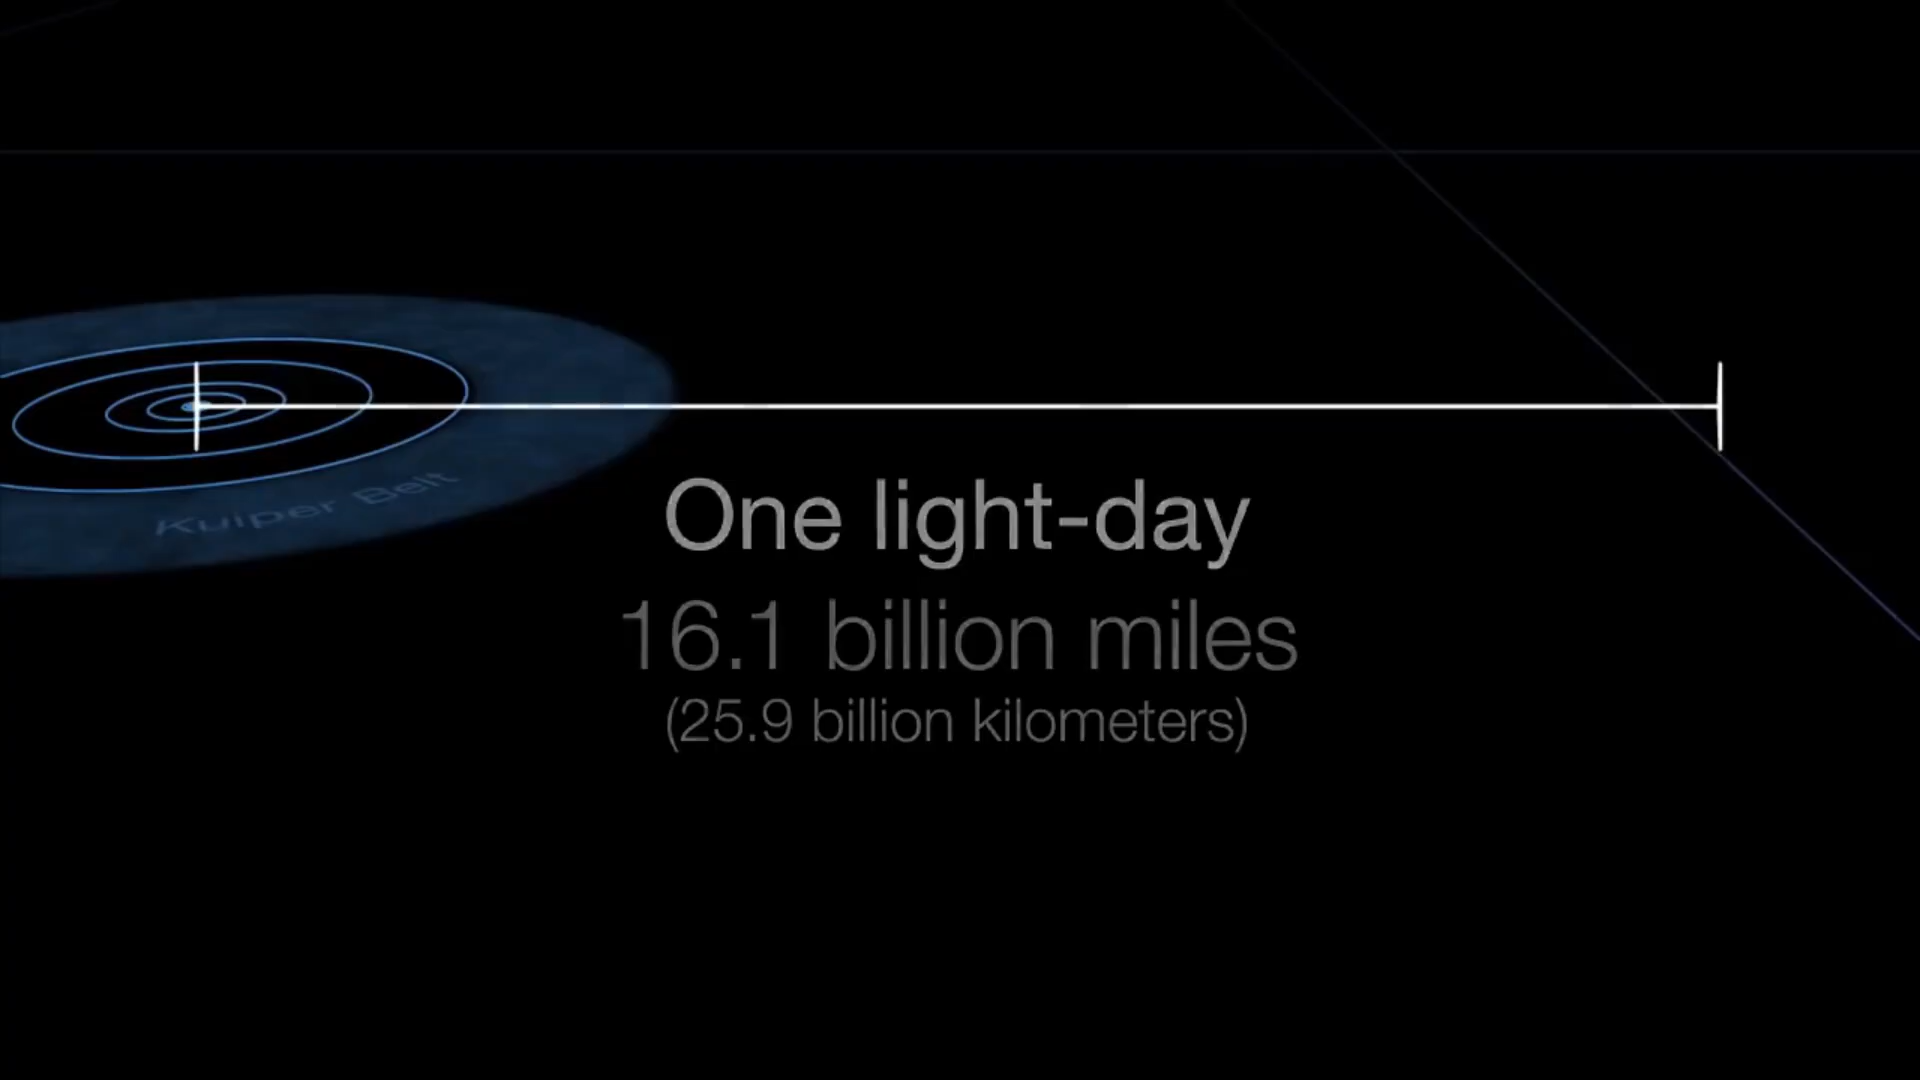 Kuiper Belt
One light-day
16.1 billion miles
(25.9 billion kilometers)